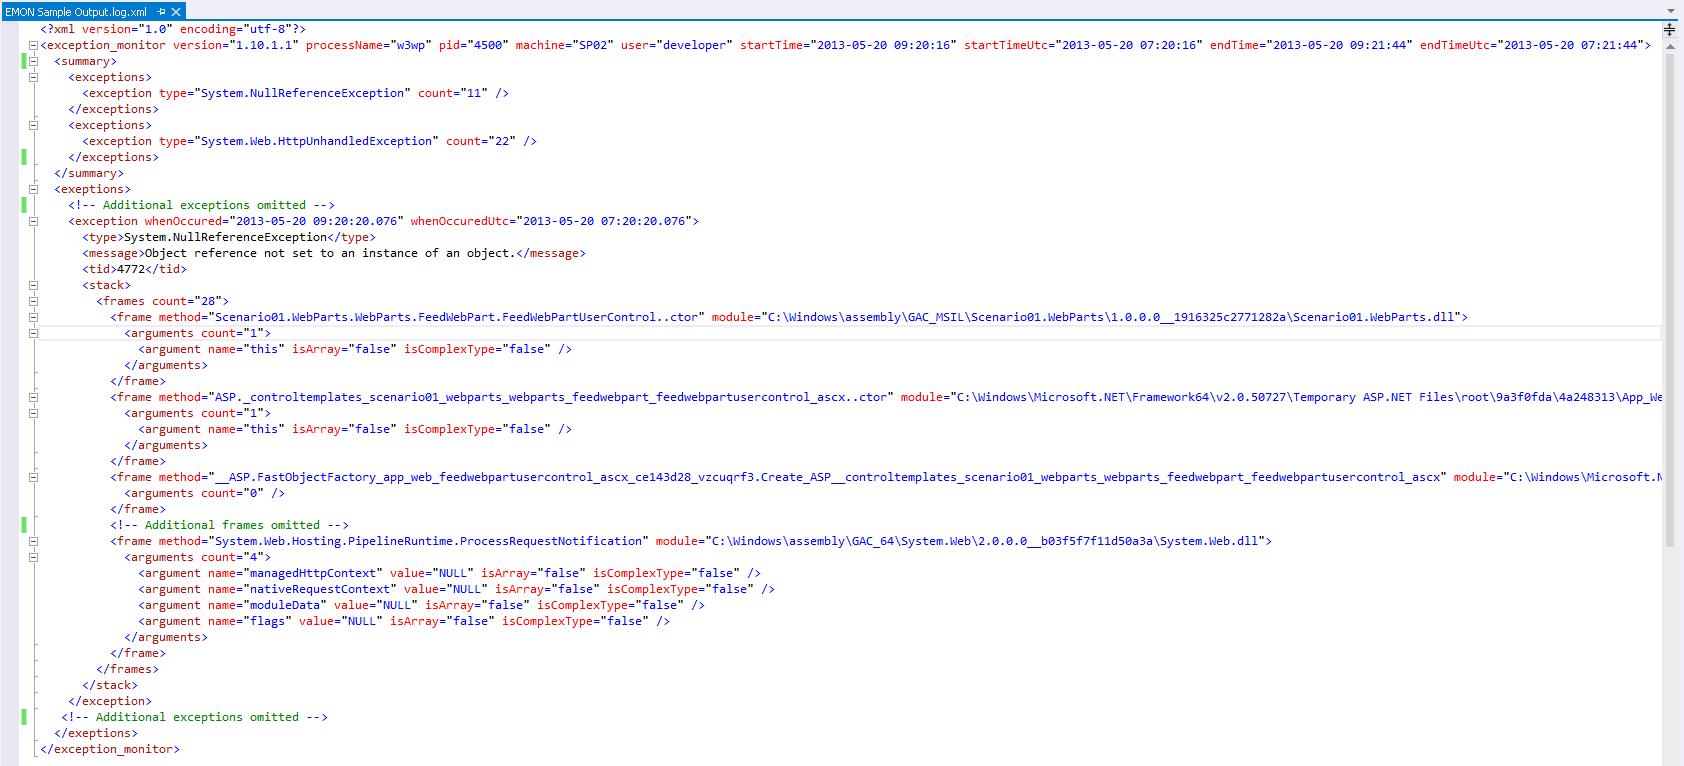 EMON Sample Output.log.xml
<?xml version="1.0" encoding="utf-8"?>
<exception_monitor version="1.10.1.1" processName="w3wp" pid="4500" machine="SP02" user="developer" startTime="2013-05-20 09:20:16" startTimeUtc="2013-05-20 07:20:16" endTime="2013-05-20 09:21:44" endTimeUtc="2013-05-20 07:21:44">
<summary>
<exceptions>
<exception type="System.NullReferenceException" count="11" />
</exceptions>
<exceptions>
<exception type="System.Web.HttpUnhandledException" count="22" />
</exceptions>
</summary>
<exeptions>
<!-- Additional exceptions omitted -->
<exception whenOccured="2013-05-20 09:20:20.076" whenOccuredUtc="2013-05-20 07:20:20.076">
<type>System.NullReferenceException</type>
<message>Object reference not set to an instance of an object.</message>
<tid>4772</tid>
<stack>
<frames count="28">
<frame method="Scenario01.WebParts.WebParts.FeedWebPart.FeedWebPartUserControl..ctor" module="C:\Windows\assembly\GAC_MSIL\Scenario01.WebParts\1.0.0.0__1916325c2771282a\Scenario01.WebParts.dll">
<arguments count="1">
<argument name="this" isArray="false" isComplexType="false" />
</arguments>
</frame>
<frame method="ASP._controltemplates_scenario01_webparts_webparts_feedwebpart_feedwebpartusercontrol_ascx..ctor" module="C:\Windows\Microsoft.NET\Framework64\v2.0.50727\Temporary ASP.NET Files\root\9a3f0fda\4a248313\App_We
<arguments count="1">
<argument name="this" isArray="false" isComplexType="false" />
</arguments>
</frame>
<frame method="__ASP.FastObjectFactory_app_web_feedwebpartusercontrol_ascx_ce143d28_vzcuqrf3.Create_ASP__controltemplates_scenario01_webparts_webparts_feedwebpart_feedwebpartusercontrol_ascx" module="C:\Windows\Microsoft.N
<arguments count="0" />
</frame>
<!-- Additional frames omitted -->
<frame method="System.Web.Hosting.PipelineRuntime.ProcessRequestNotification" module="C:\Windows\assembly\GAC_64\System.Web\2.0.0.0__b03f5f7f11d50a3a\System.Web.dll">
<arguments count="4">
<argument name="managedHttpContext" value="NULL" isArray="false" isComplexType="false" />
<argument name="nativeRequestContext" value="NULL" isArray="false" isComplexType="false" />
<argument name="moduleData" value="NULL" isArray="false" isComplexType="false" />
<argument name="flags" value="NULL" isArray="false" isComplexType="false" />
</arguments>
</frame>
</frames>
</stack>
</exception>
<!-- Additional exceptions omitted -->
</exeptions>
</exception_monitor>